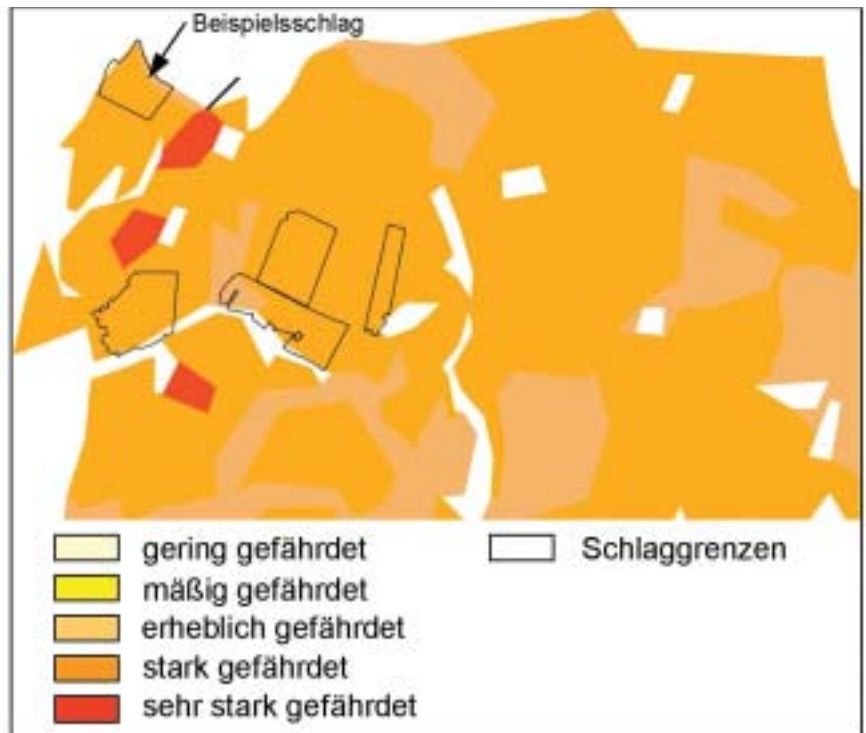 Beispielsschlag
gering gefährdet
mäßig gefährdet
erheblich gefährdet
stark gefährdet
sehr stark gefährdet
Schlaggrenzen